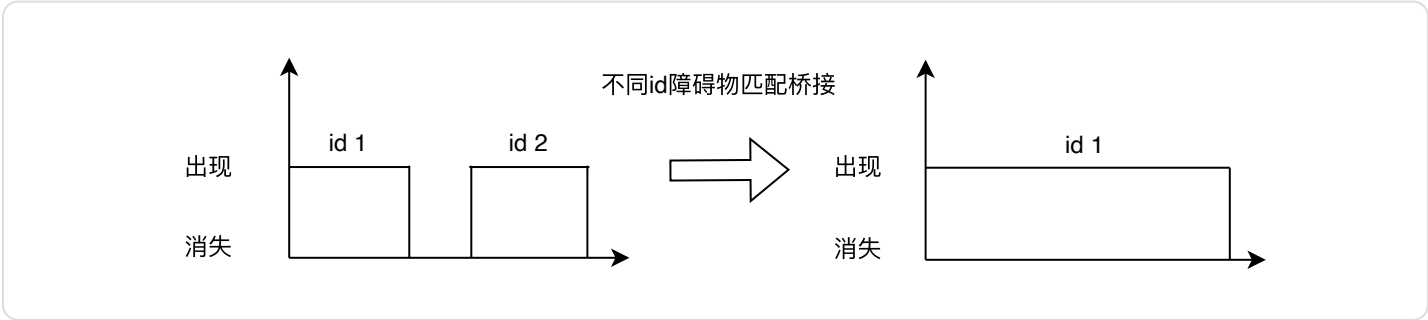 不同id障碍物匹配桥接
id 1
id 2
出现
消失
id 1
出现
消失